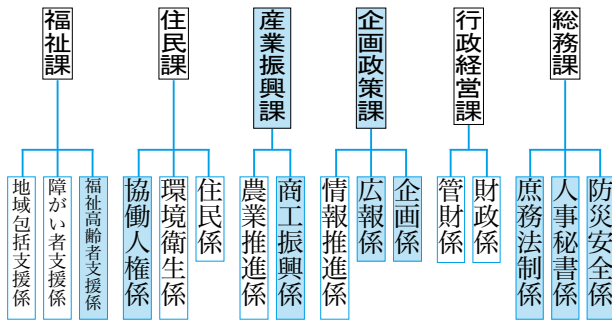 総務課
防災安全係
人事秘書係
庶務法制係
行政経営課
財政係
管財係
企画政策課
企画係
広報係
情報推進係
産業振興課
商工振興係
農業推進係
住民課
住民係
環境衛生係
協働人権係
福祉課
福祉高齢者支援係
障がい者支援係
地域包括支援係